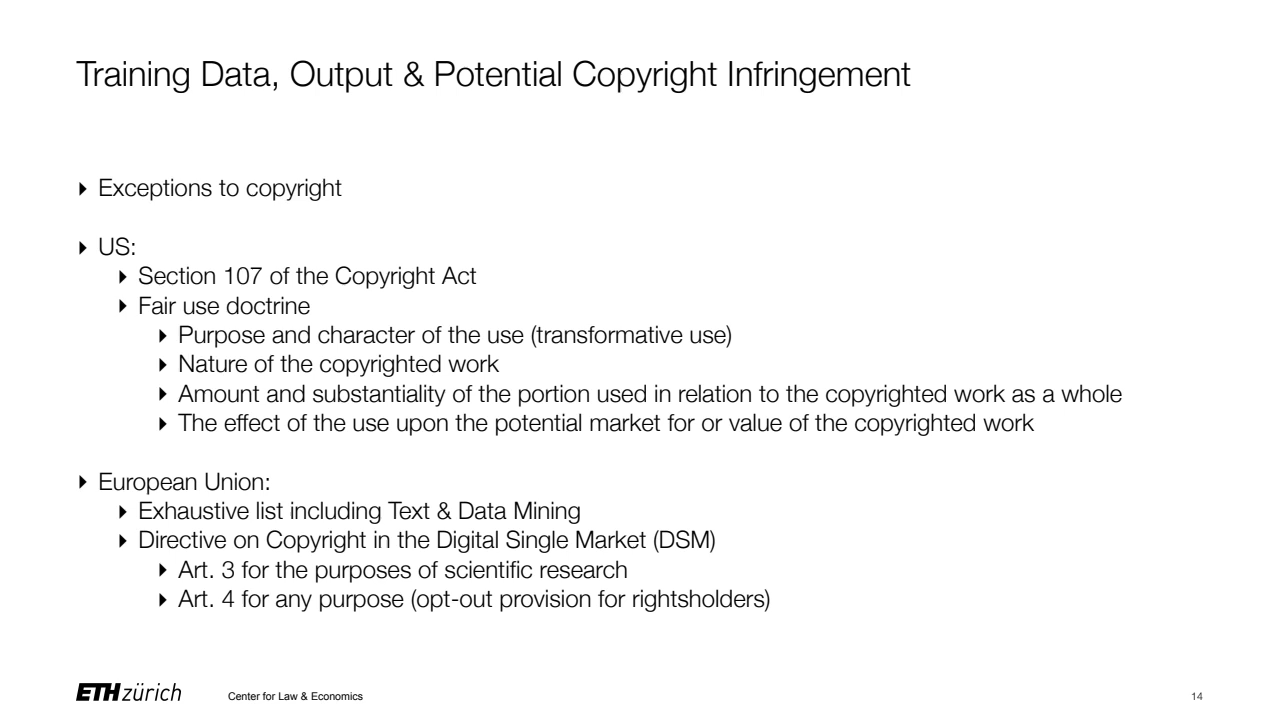 Training Data, Output & Potential Copyright Infringement
‣ Exceptions to copyright
‣ US:
‣ Section 107 of the Copyright Act
‣ Fair use doctrine
‣ Purpose and character of the use (transformative use)
‣ Nature of the copyrighted work
‣ Amount and substantiality of the portion used in relation to the copyrighted work as a whole
‣ The effect of the use upon the potential market for or value of the copyrighted work
‣ European Union:
‣ Exhaustive list including Text & Data Mining
‣ Directive on Copyright in the Digital Single Market (DSM)
‣ Art. 3 for the purposes of scientific research
‣ Art. 4 for any purpose (opt-out provision for rightsholders)
ETH zürich Center for Law & Economics 14